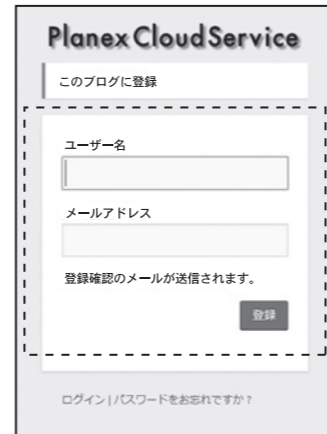 Planex CloudService
このブログに登録
ユーザー名
メールアドレス
登録確認のメールが送信されます。
登録
ログイン | パスワードをお忘れですか ?